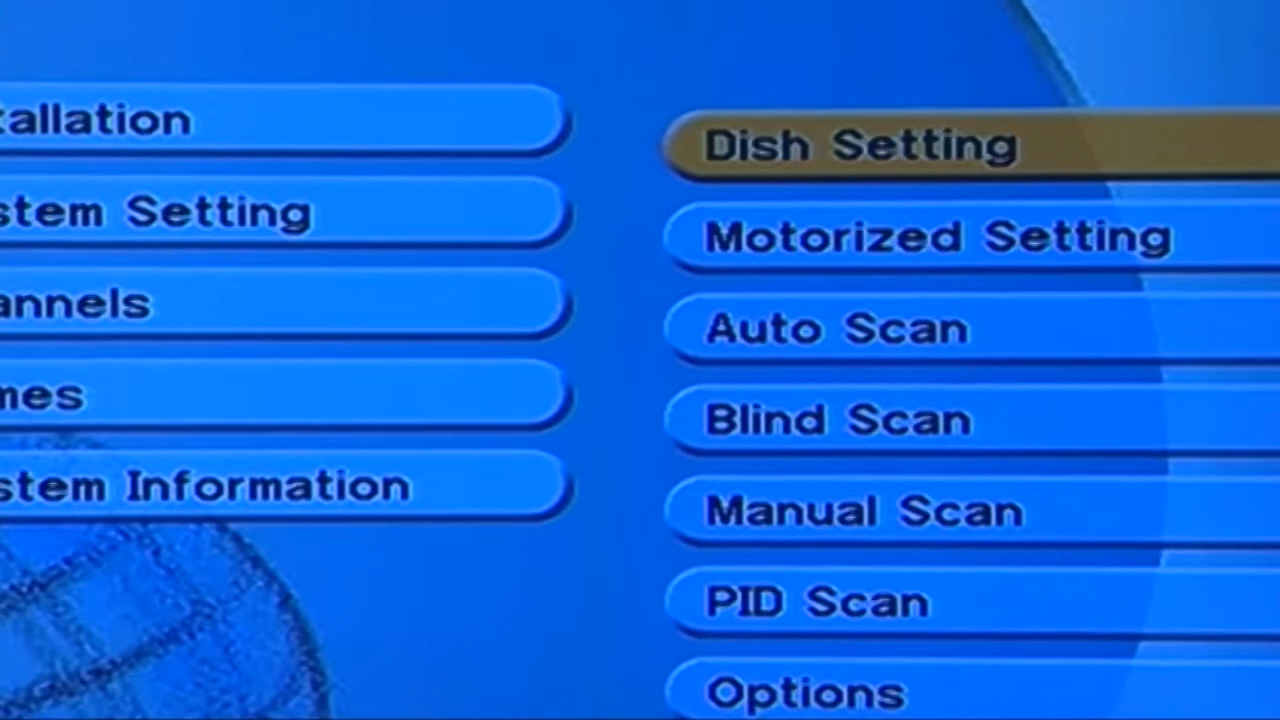 tallation
stem Setting
annels
mes
stem Information
Dish Setting
Motorized Setting
Auto Scan
Blind Scan
Manual Scan
PID Scan
Options